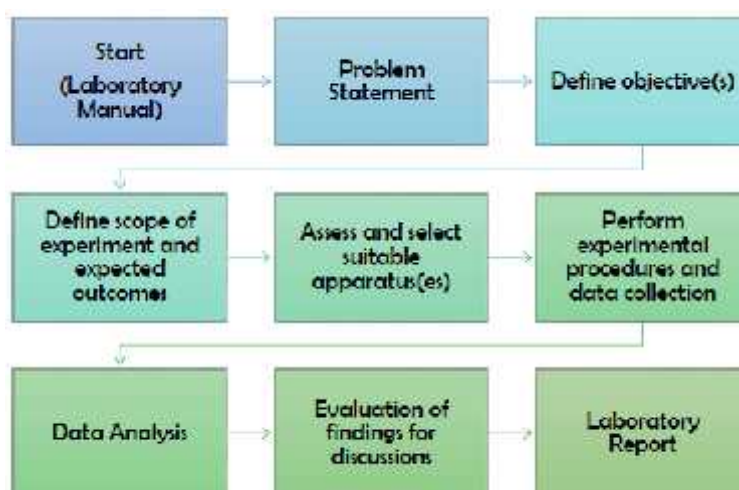 Start
(Laboratory
Manual)
Problem
Statement
Define objective(s)
Define scope of
experiment and
expected
outcomes
Assess and select
suitable
apparatus(es)
Perform
experimental
procedures and
data collection
Data Analysis
Evaluation of
findings for
discussions
Laboratory
Report